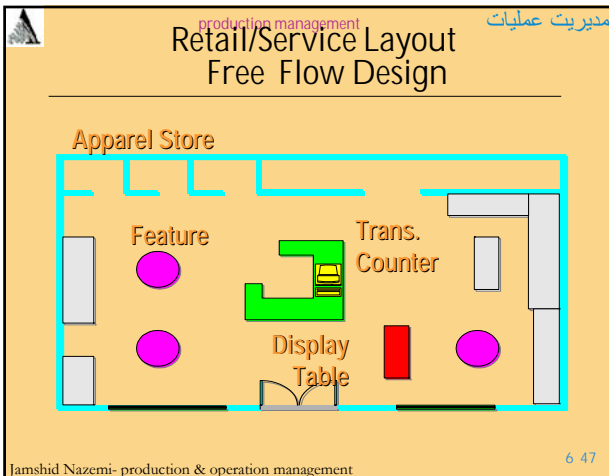 production management
مدیریت عملیات
Retail/Service Layout
Free Flow Design
Apparel Store
Feature
Trans.
Counter
Display
Table
Jamshid Nazemi- production & operation management
6 47